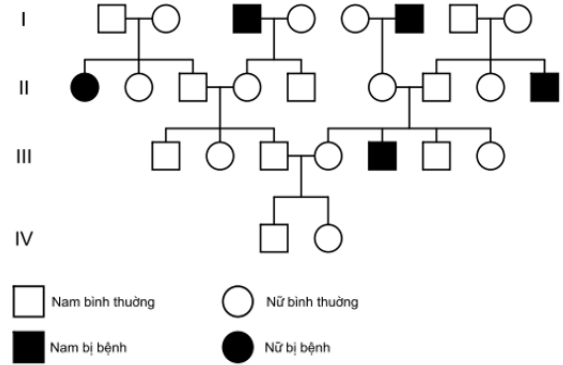 I
II
III
IV
Nam bình thường
Nữ bình thường
Nam bị bệnh
Nữ bị bệnh